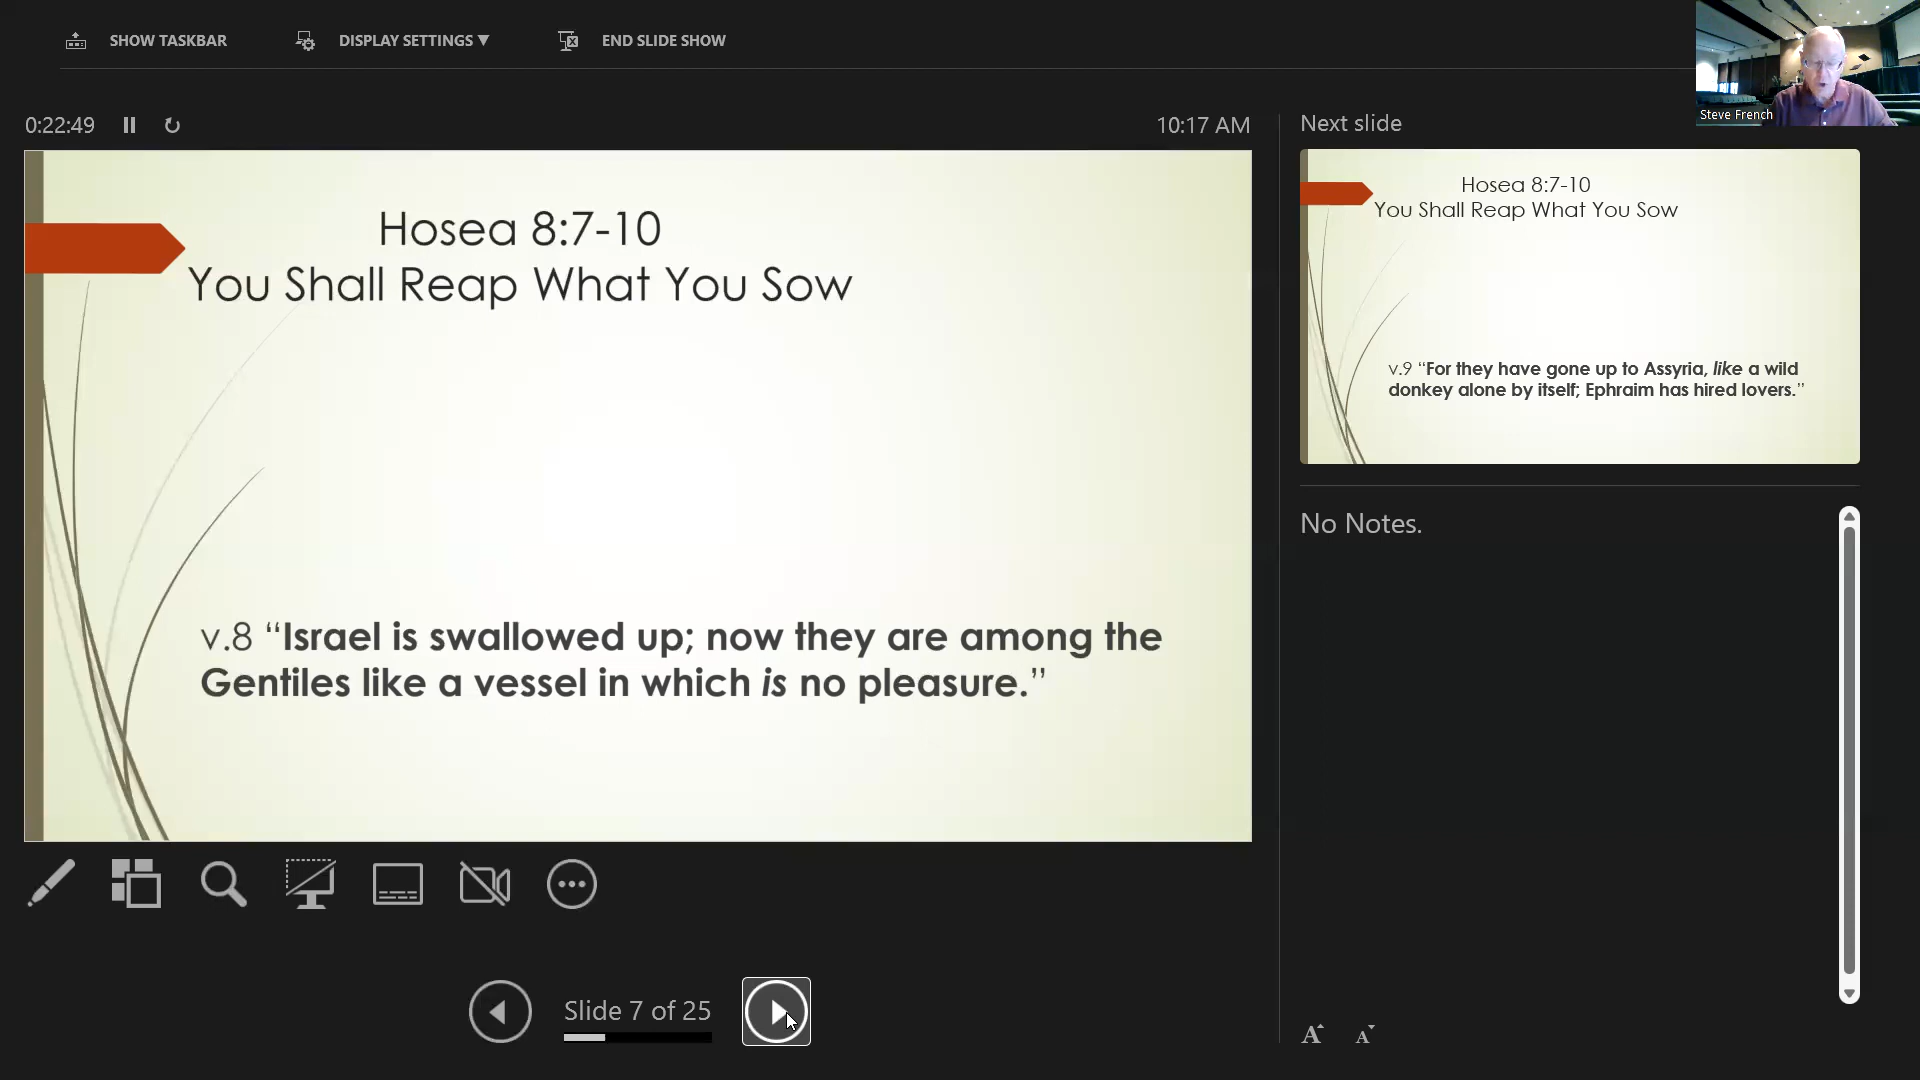 SHOW TASKBAR
DISPLAY SETTINGS ▼
END SLIDE SHOW
Steve French
0:22:49
10:17 AM
Hosea 8:7-10
You Shall Reap What You Sow
v.8 “Israel is swallowed up; now they are among the
Gentiles like a vessel in which is no pleasure.”
Slide 7 of 25
Next slide
Hosea 8:7-10
You Shall Reap What You Sow
v.9 “For they have gone up to Assyria, like a wild
donkey alone by itself; Ephraim has hired lovers.”
No Notes.
A A